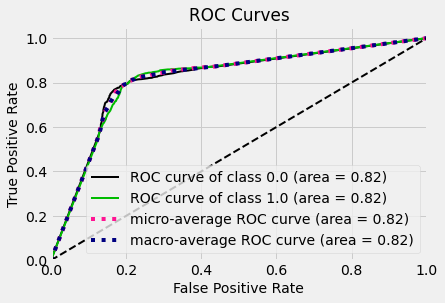 ROC Curves
True Positive Rate
1.0
0.8
0.6
0.4
0.2
0.0
ROC curve of class 0.0 (area = 0.82)
ROC curve of class 1.0 (area = 0.82)
micro-average ROC curve (area = 0.82)
macro-average ROC curve (area = 0.82)
0.0 0.2 0.4 0.6 0.8 1.0
False Positive Rate